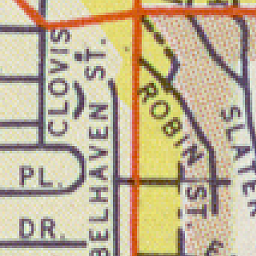 CLOVIS
BELHAVEN ST.
ROBIN ST.
SLATER
PL.
DR.